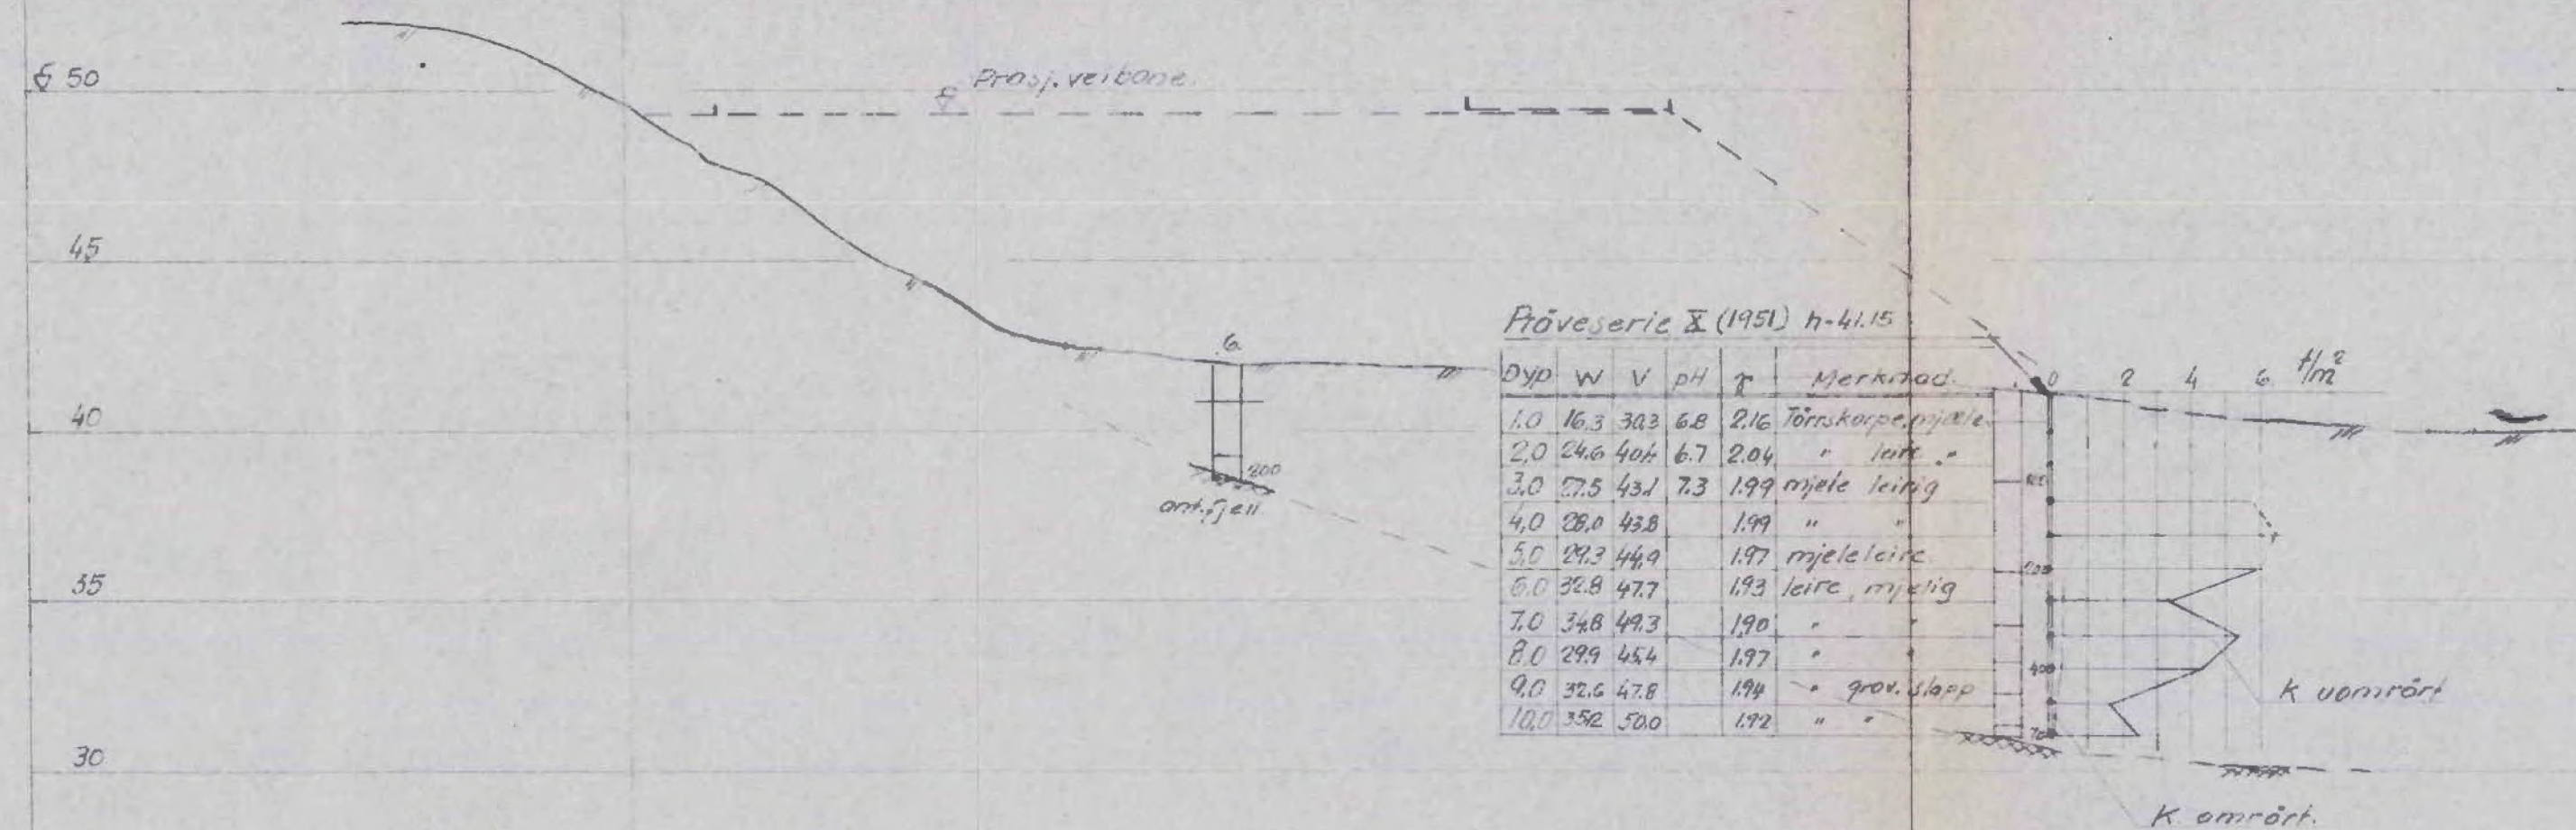 50
Prosj. veibane.
45
Prøveserie X (1951) h-41.15
6
Dyp W V pH γ Merknad.
0 2 4 6 t/m²
1.0 16.3 30.3 6.8 2.16 Törrskorpe, mjele.
40
2.0 24.6 40.4 6.7 2.04 " leire "
200
3.0 27.5 43.1 7.3 1.99 mjele leirig
ant. fjell
4.0 28.0 43.8 1.99 " "
5.0 29.3 44.9 1.97 mjeleleire
200
35
6.0 32.8 47.7 1.93 leire, mjelig
7.0 34.8 49.3 1.90 " "
8.0 29.9 45.4 1.97 " "
400
9.0 32.6 47.8 1.94 " grov. slapp
K uomrört
10.0 35.2 50.0 1.92 " "
30
K omrört.